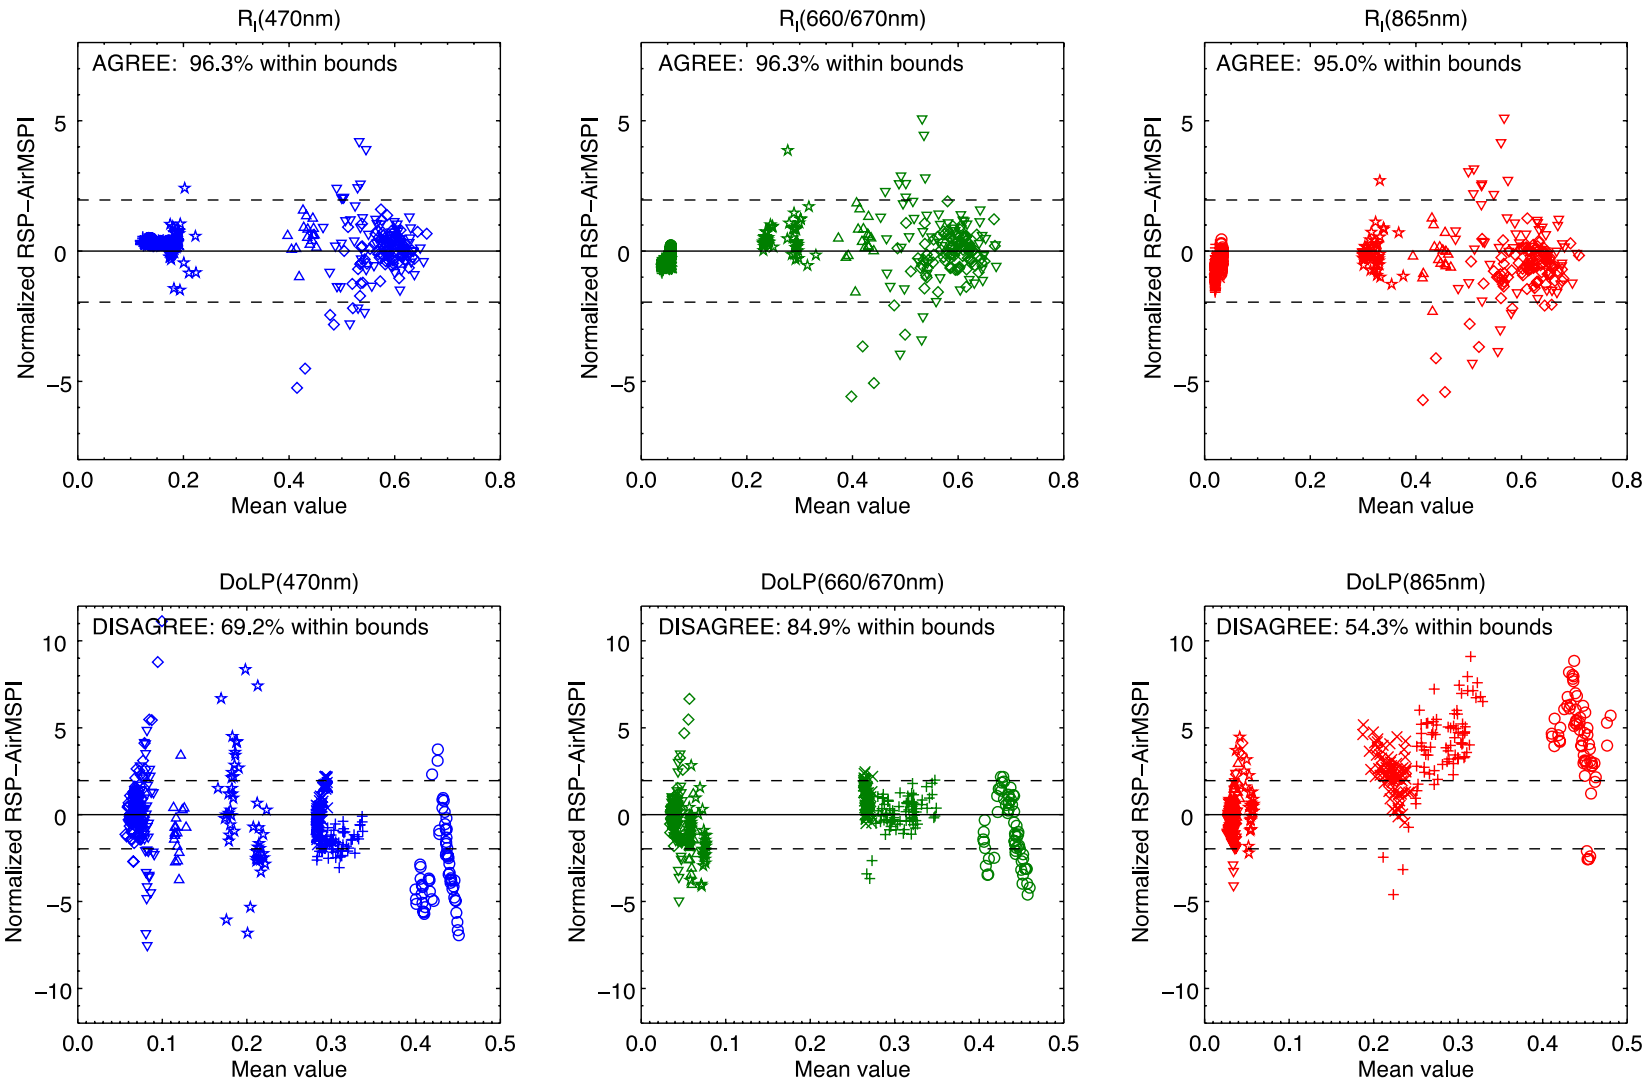 R_I(470nm)
AGREE: 96.3% within bounds
Normalized RSP−AirMSPI
5
0
−5
0.0 0.2 0.4 0.6 0.8
Mean value
R_I(660/670nm)
AGREE: 96.3% within bounds
Normalized RSP−AirMSPI
5
0
−5
0.0 0.2 0.4 0.6 0.8
Mean value
R_I(865nm)
AGREE: 95.0% within bounds
Normalized RSP−AirMSPI
5
0
−5
0.0 0.2 0.4 0.6 0.8
Mean value
DoLP(470nm)
DISAGREE: 69.2% within bounds
Normalized RSP−AirMSPI
10
5
0
−5
−10
0.0 0.1 0.2 0.3 0.4 0.5
Mean value
DoLP(660/670nm)
DISAGREE: 84.9% within bounds
Normalized RSP−AirMSPI
10
5
0
−5
−10
0.0 0.1 0.2 0.3 0.4 0.5
Mean value
DoLP(865nm)
DISAGREE: 54.3% within bounds
Normalized RSP−AirMSPI
10
5
0
−5
−10
0.0 0.1 0.2 0.3 0.4 0.5
Mean value